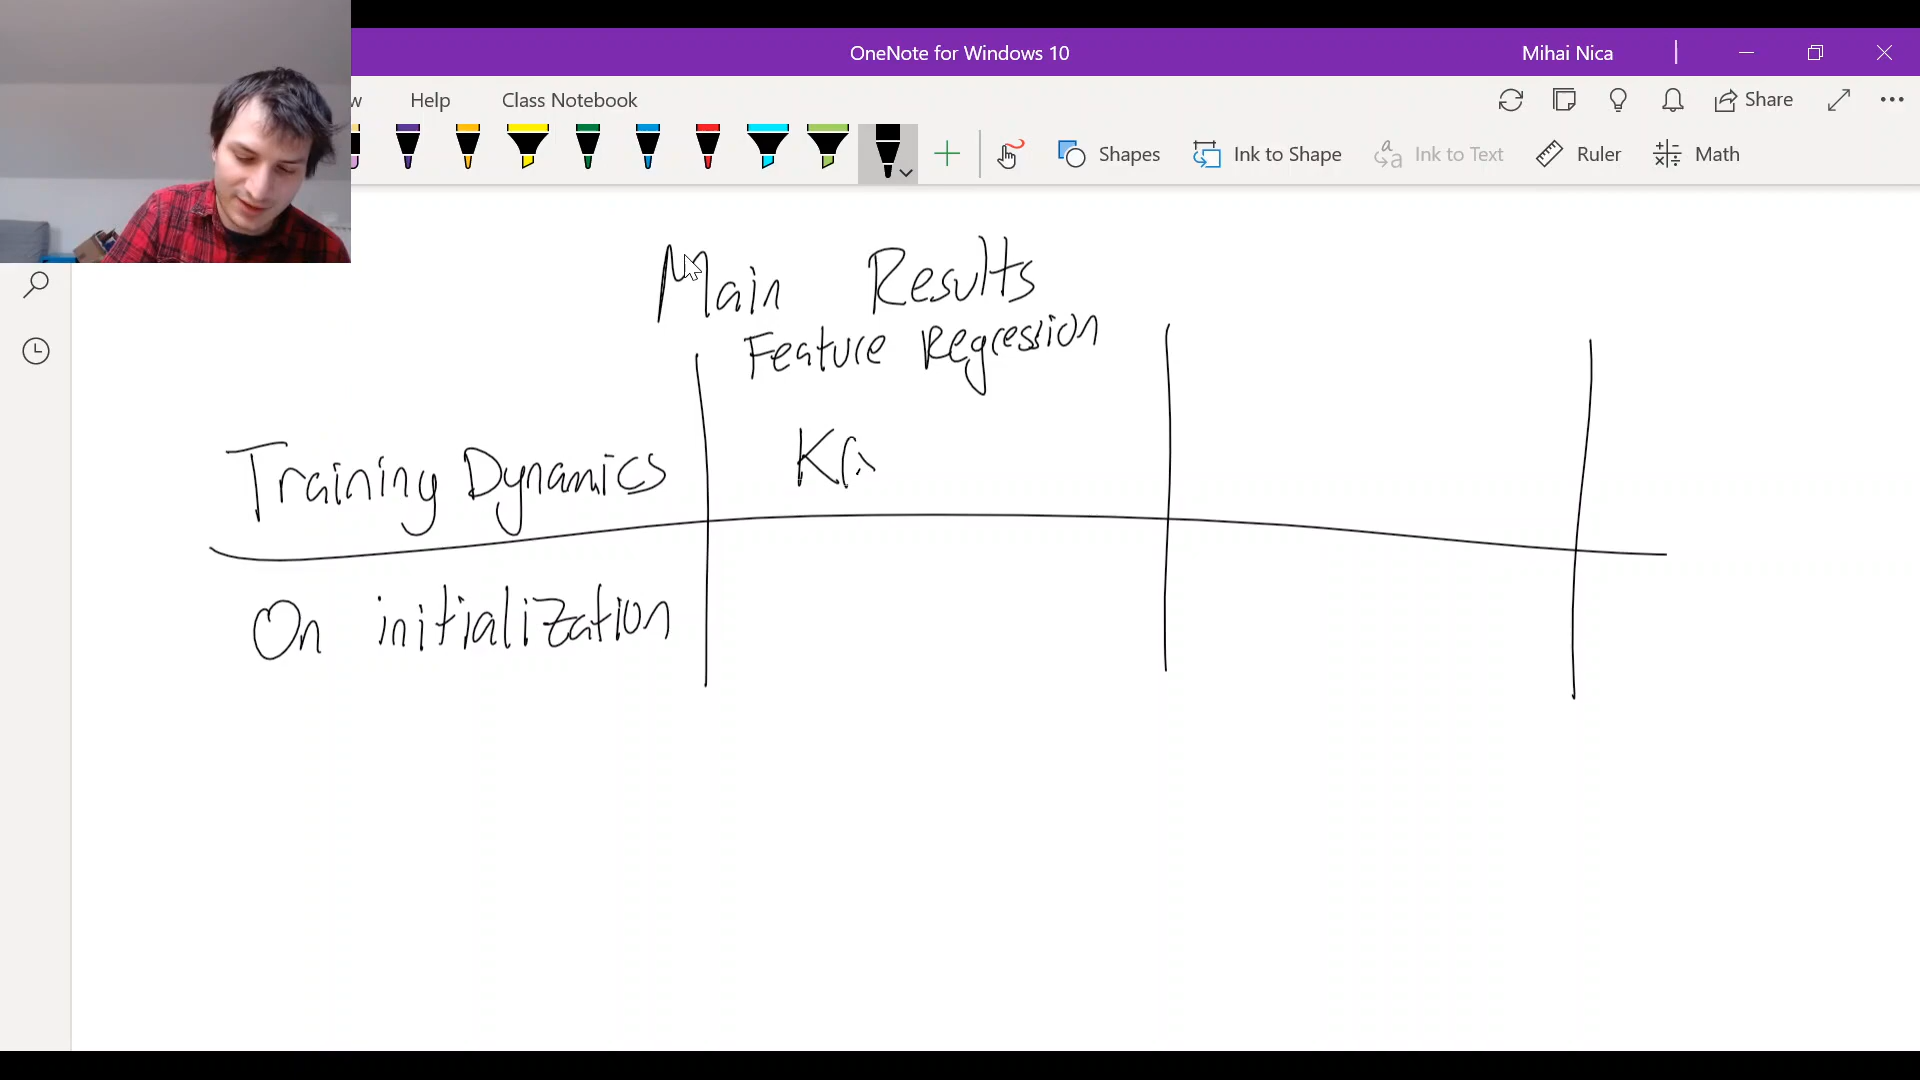 OneNote for Windows 10
Mihai Nica
w Help Class Notebook
Share
Shapes Ink to Shape Ink to Text Ruler Math
Main Results
Feature Regression
Training Dynamics K(x
On initialization